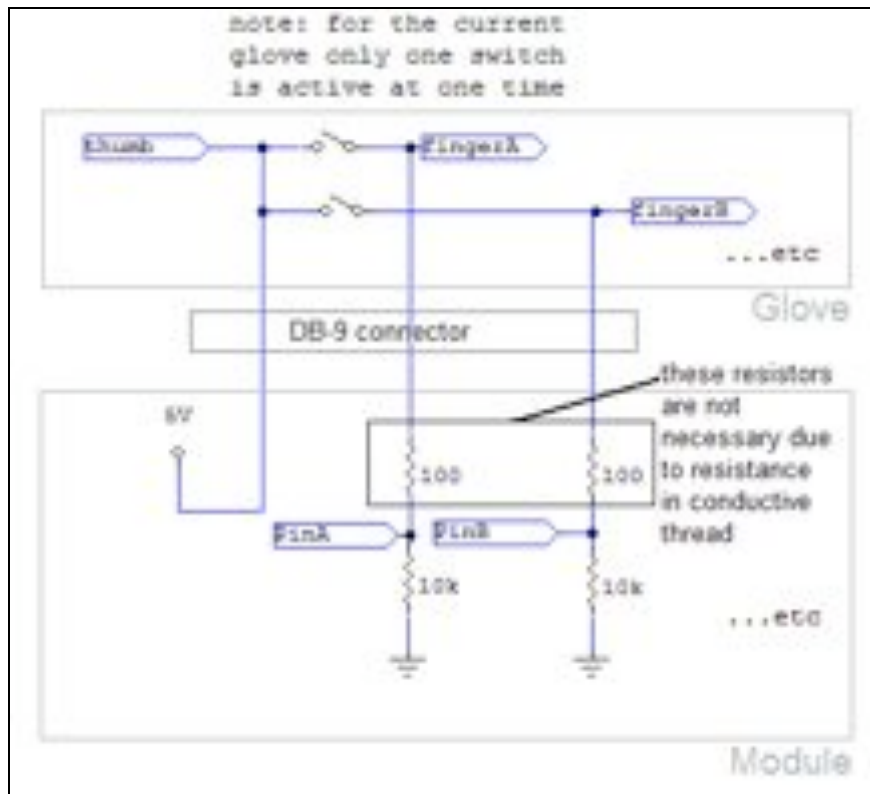 note: for the current
glove only one switch
is active at one time
thumb
fingerA
fingerB
...etc
Glove
DB-9 connector
these resistors
are not
necessary due
to resistance
in conductive
thread
5V
100
100
PinA
PinB
10k
10k
...etc
Module